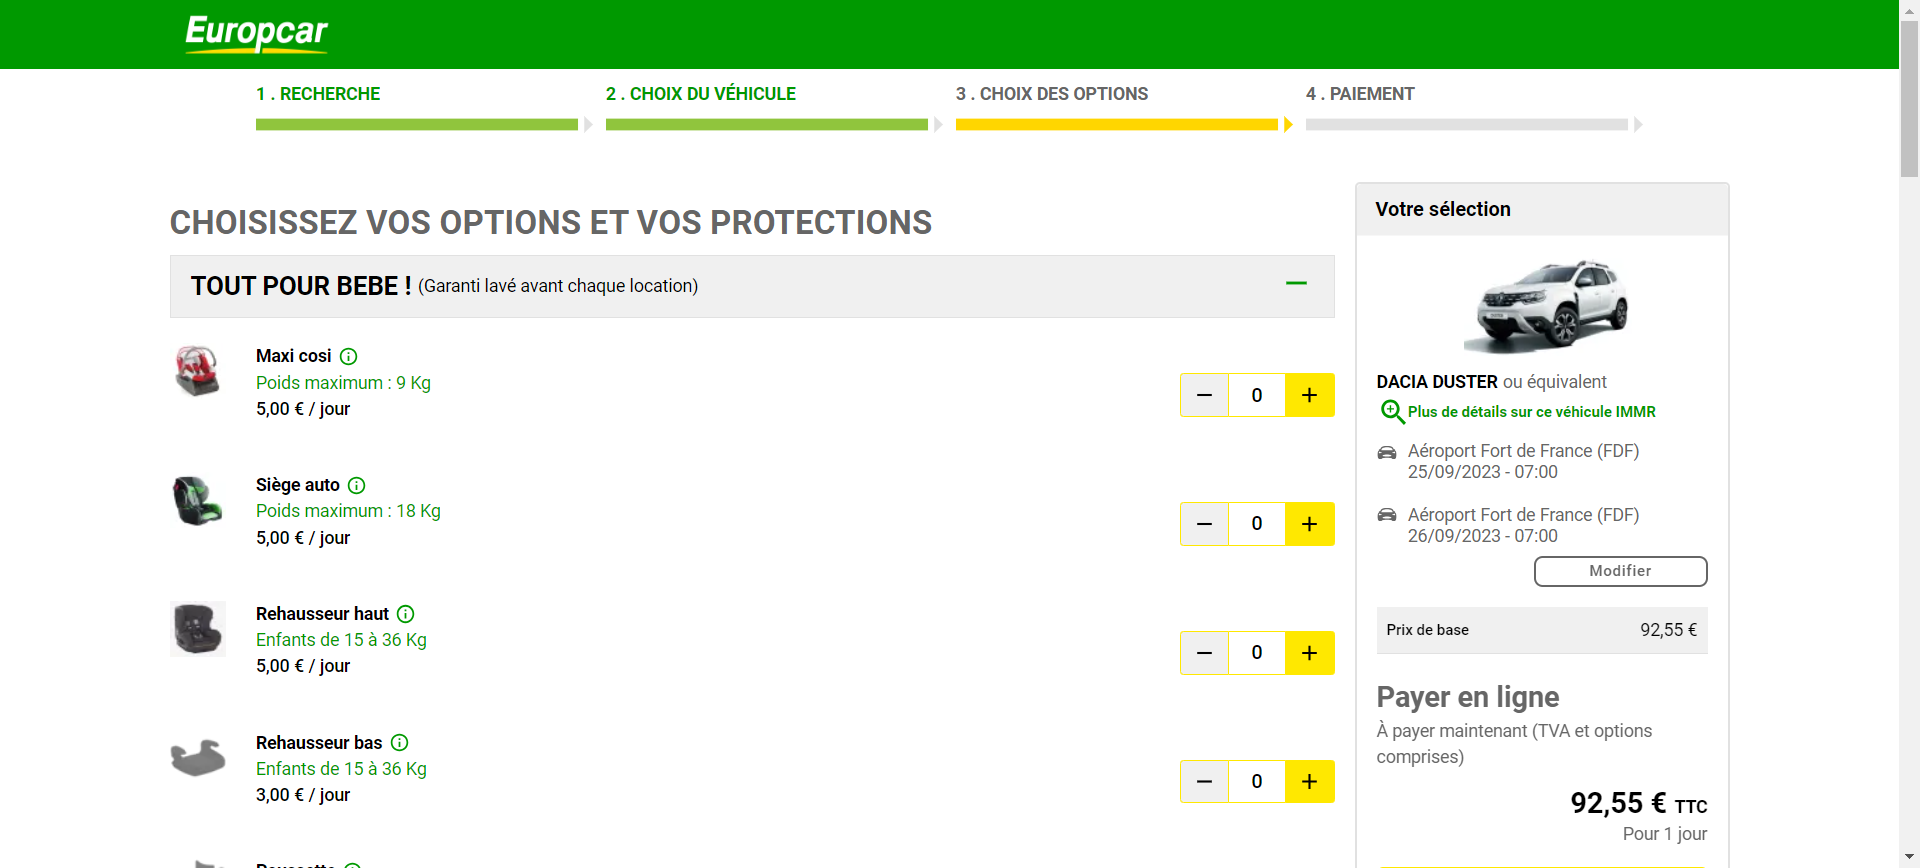 Europcar
1 . RECHERCHE
2 . CHOIX DU VÉHICULE
3 . CHOIX DES OPTIONS
4 . PAIEMENT
CHOISISSEZ VOS OPTIONS ET VOS PROTECTIONS
TOUT POUR BEBE ! (Garanti lavé avant chaque location)
Maxi cosi
Poids maximum : 9 Kg
5,00 € / jour
0
Siège auto
Poids maximum : 18 Kg
5,00 € / jour
0
Rehausseur haut
Enfants de 15 à 36 Kg
5,00 € / jour
0
Rehausseur bas
Enfants de 15 à 36 Kg
3,00 € / jour
0
Votre sélection
DACIA DUSTER ou équivalent
Plus de détails sur ce véhicule IMMR
Aéroport Fort de France (FDF)
25/09/2023 - 07:00
Aéroport Fort de France (FDF)
26/09/2023 - 07:00
Modifier
Prix de base 92,55 €
Payer en ligne
À payer maintenant (TVA et options
comprises)
92,55 € TTC
Pour 1 jour